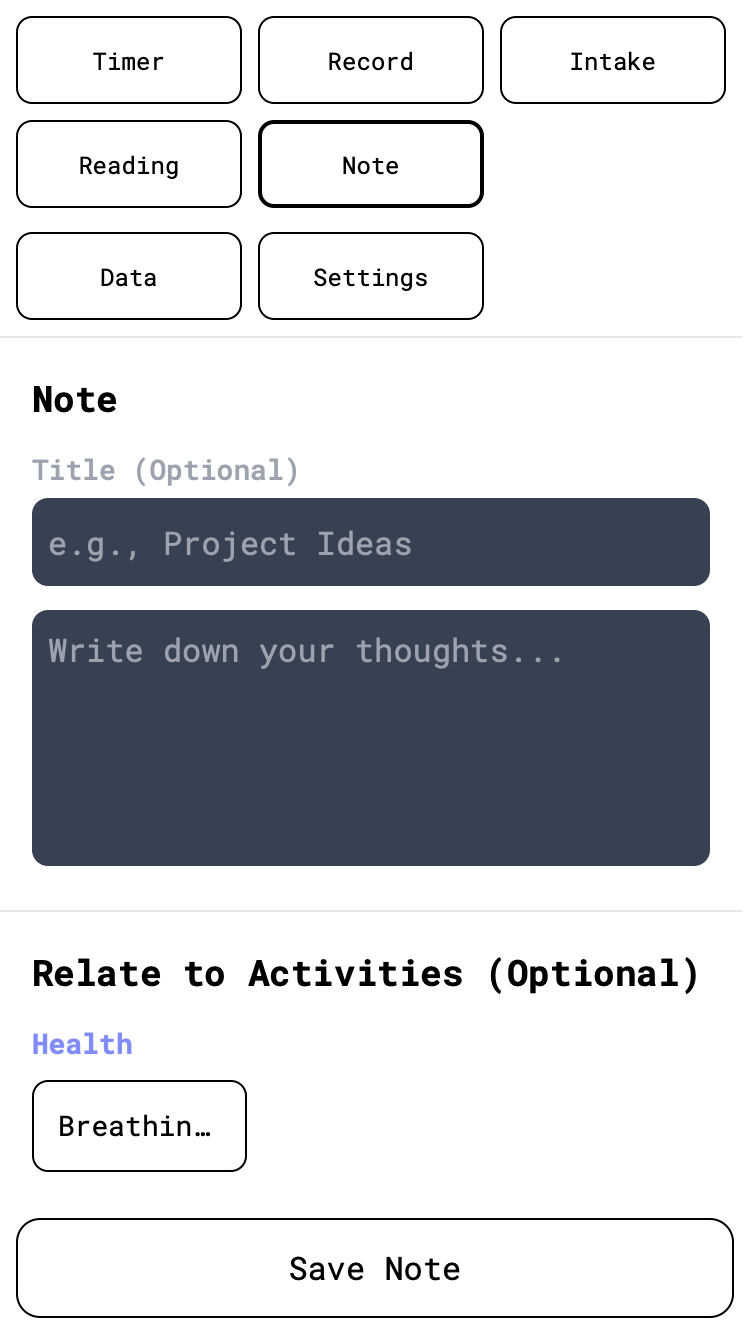 Timer
Record
Intake
Reading
Note
Data
Settings
Note
Title (Optional)
e.g., Project Ideas
Write down your thoughts...
Relate to Activities (Optional)
Health
Breathin…
Save Note